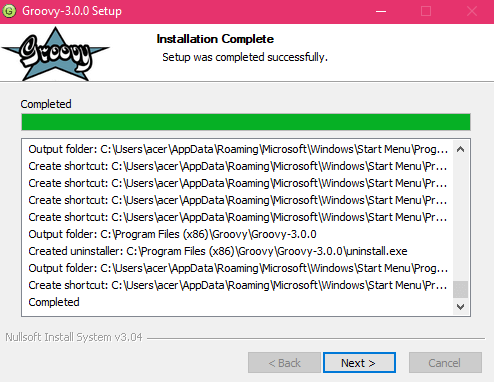 Groovy-3.0.0 Setup
Groovy
Installation Complete
Setup was completed successfully.
Completed
Output folder: C:\Users\acer\AppData\Roaming\Microsoft\Windows\Start Menu\Prog...
Create shortcut: C:\Users\acer\AppData\Roaming\Microsoft\Windows\Start Menu\Pr...
Create shortcut: C:\Users\acer\AppData\Roaming\Microsoft\Windows\Start Menu\Pr...
Create shortcut: C:\Users\acer\AppData\Roaming\Microsoft\Windows\Start Menu\Pr...
Create shortcut: C:\Users\acer\AppData\Roaming\Microsoft\Windows\Start Menu\Pr...
Output folder: C:\Program Files (x86)\Groovy\Groovy-3.0.0
Created uninstaller: C:\Program Files (x86)\Groovy\Groovy-3.0.0\uninstall.exe
Output folder: C:\Users\acer\AppData\Roaming\Microsoft\Windows\Start Menu\Prog...
Create shortcut: C:\Users\acer\AppData\Roaming\Microsoft\Windows\Start Menu\Pr...
Completed
Nullsoft Install System v3.04
< Back
Next >
Cancel